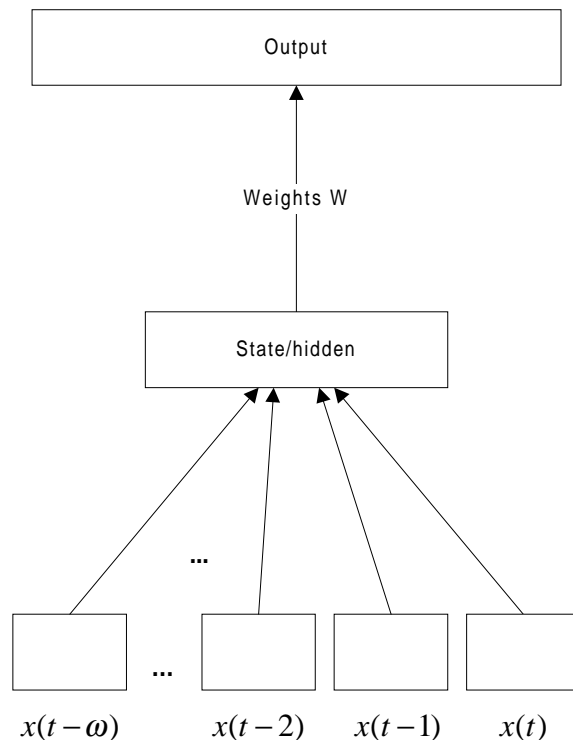 Output
Weights W
State/hidden
...
...
x(t−ω) x(t−2) x(t−1) x(t)